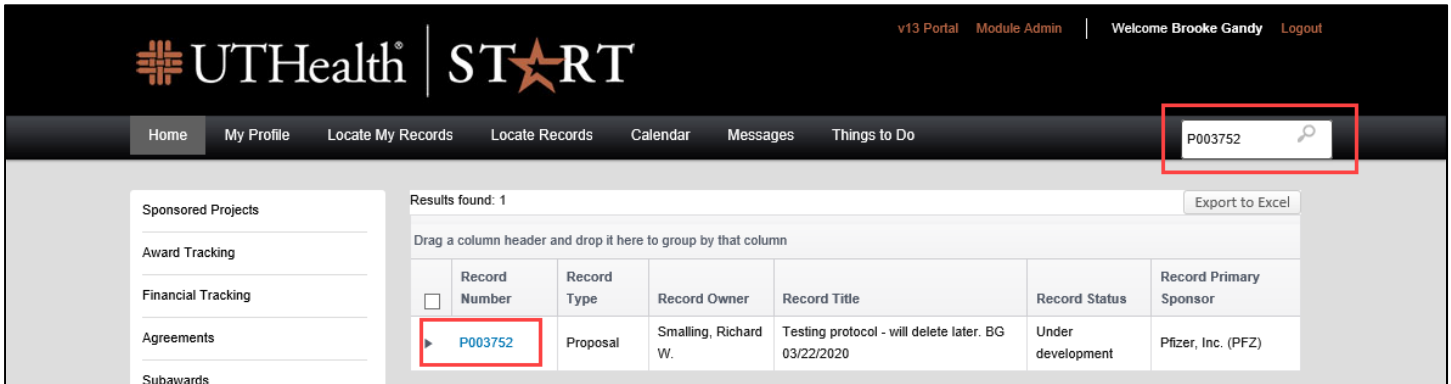 v13 Portal Module Admin Welcome Brooke Gandy Logout
UTHealth® START
Home My Profile Locate My Records Locate Records Calendar Messages Things to Do P003752
Sponsored Projects
Award Tracking
Financial Tracking
Agreements
Subawards
Results found: 1 Export to Excel
Drag a column header and drop it here to group by that column
Record Number Record Type Record Owner Record Title Record Status Record Primary Sponsor
P003752 Proposal Smalling, Richard W. Testing protocol - will delete later. BG 03/22/2020 Under development Pfizer, Inc. (PFZ)